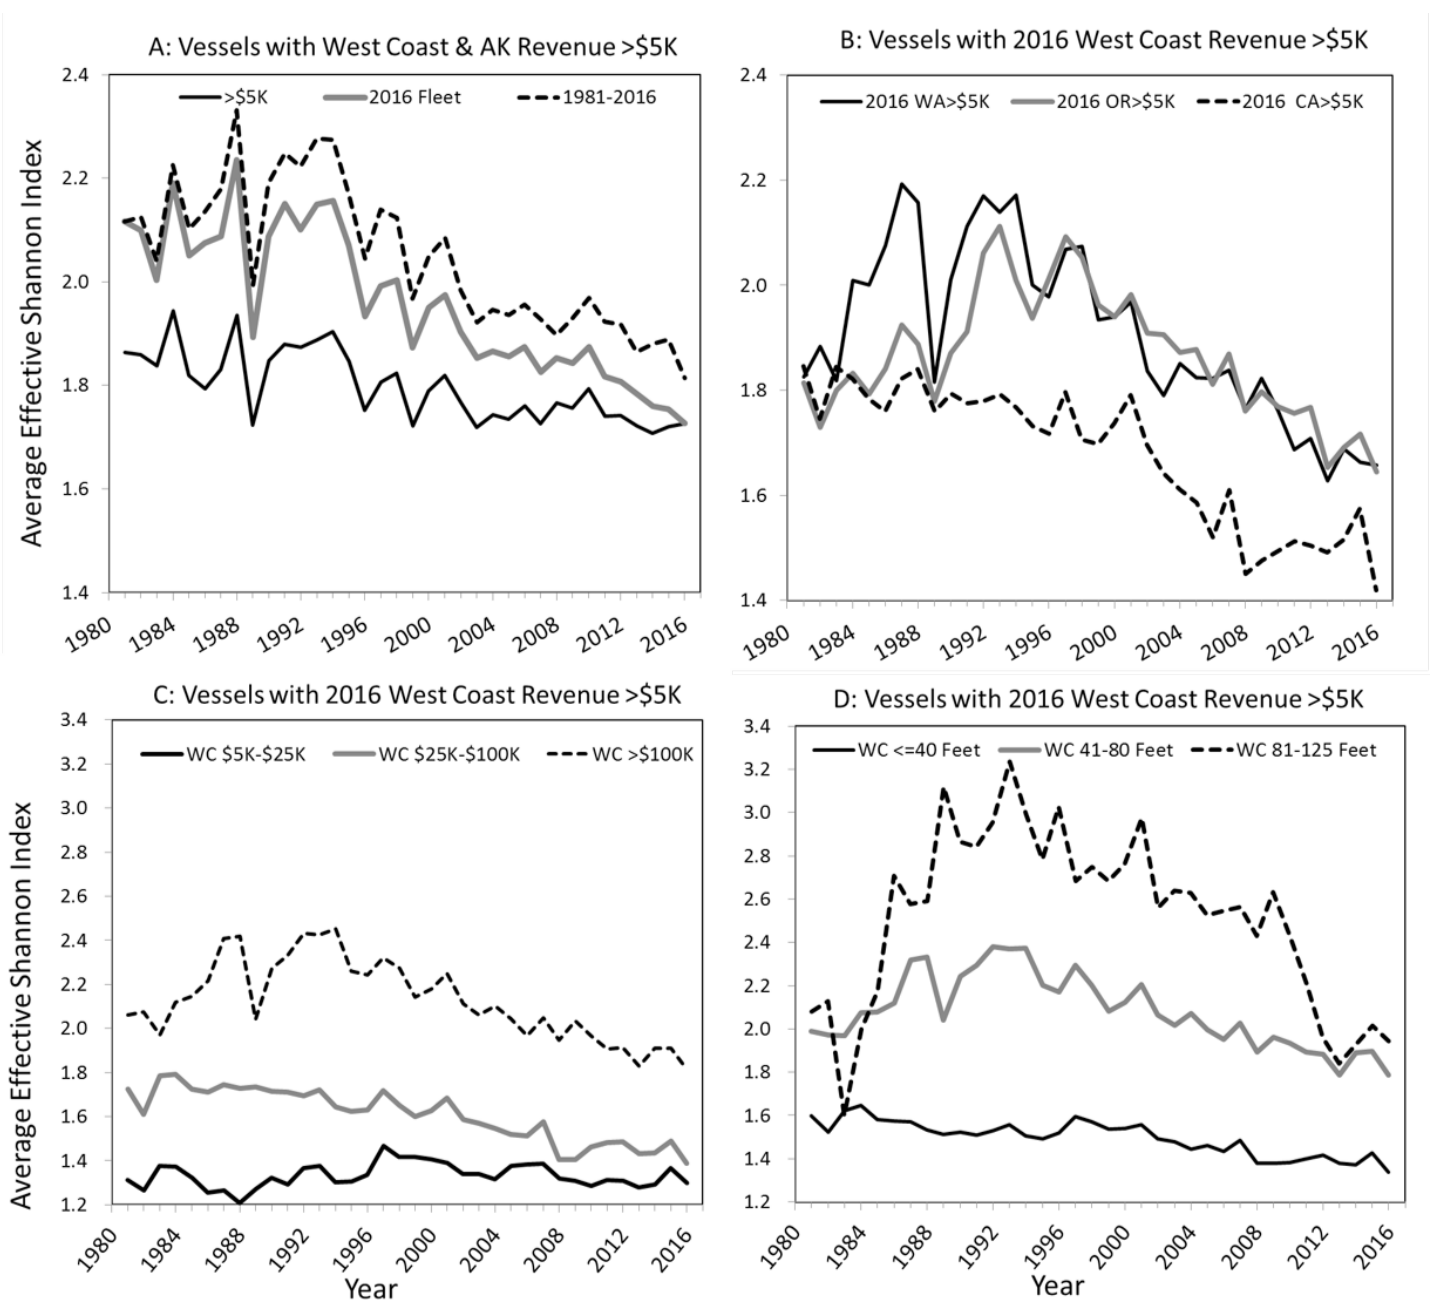 A: Vessels with West Coast & AK Revenue >$5K
>$5K 2016 Fleet 1981-2016
Average Effective Shannon Index
2.4
2.2
2.0
1.8
1.6
1.4
1980 1984 1988 1992 1996 2000 2004 2008 2012 2016
B: Vessels with 2016 West Coast Revenue >$5K
2016 WA>$5K 2016 OR>$5K 2016 CA>$5K
2.4
2.2
2.0
1.8
1.6
1.4
1980 1984 1988 1992 1996 2000 2004 2008 2012 2016
C: Vessels with 2016 West Coast Revenue >$5K
WC $5K-$25K WC $25K-$100K WC >$100K
Average Effective Shannon Index
3.4
3.2
3.0
2.8
2.6
2.4
2.2
2.0
1.8
1.6
1.4
1.2
1980 1984 1988 1992 1996 2000 2004 2008 2012 2016
Year
D: Vessels with 2016 West Coast Revenue >$5K
WC <=40 Feet WC 41-80 Feet WC 81-125 Feet
3.4
3.2
3.0
2.8
2.6
2.4
2.2
2.0
1.8
1.6
1.4
1.2
1980 1984 1988 1992 1996 2000 2004 2008 2012 2016
Year